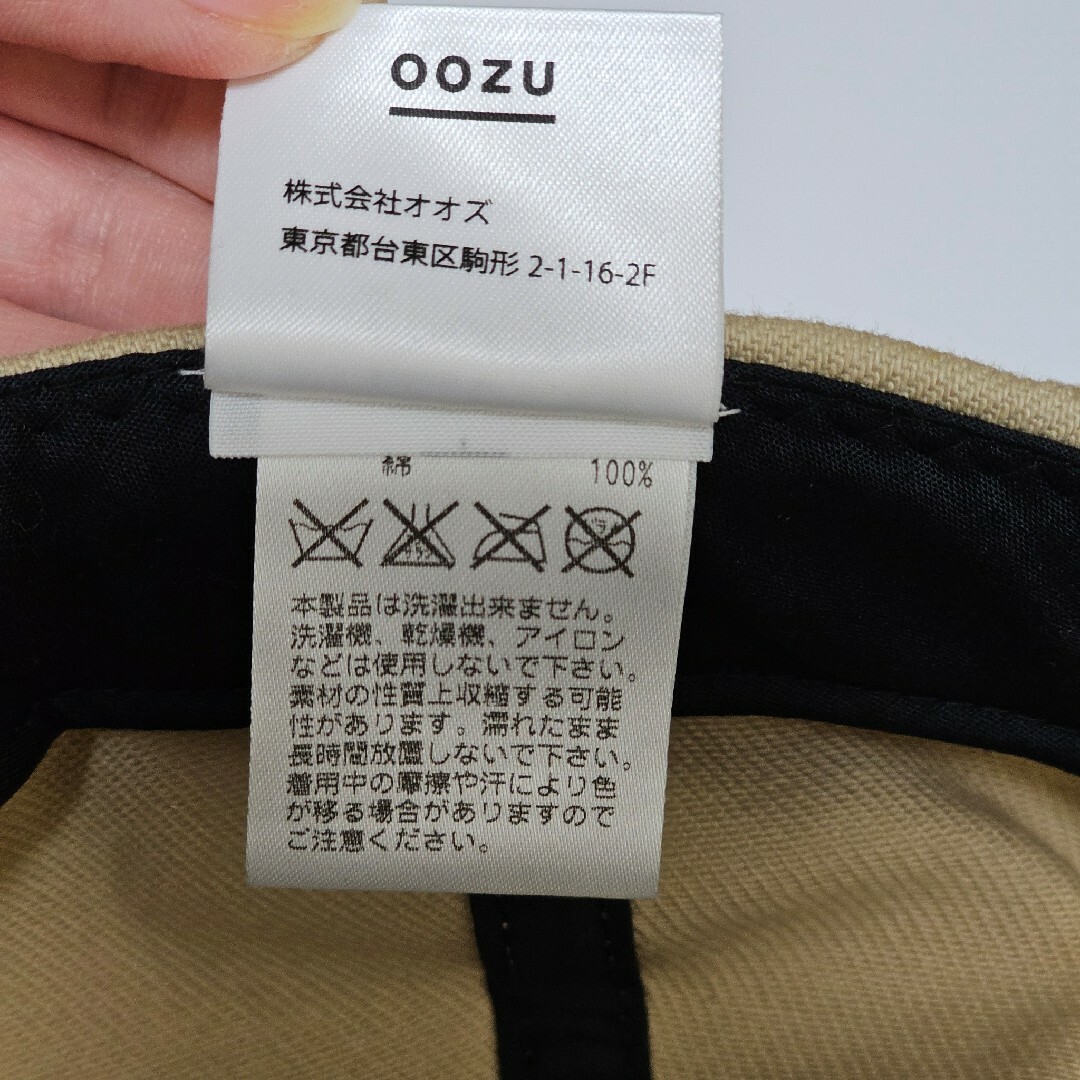 OOZU
株式会社オオズ
東京都台東区駒形 2-1-16-2F
綿 100%
本製品は洗濯出来ません。
洗濯機、乾燥機、アイロン
などは使用しないで下さい。
素材の性質上収縮する可能
性があります。濡れたまま
長時間放置しないで下さい。
着用中の摩擦や汗により色
が移る場合がありますので
ご注意ください。